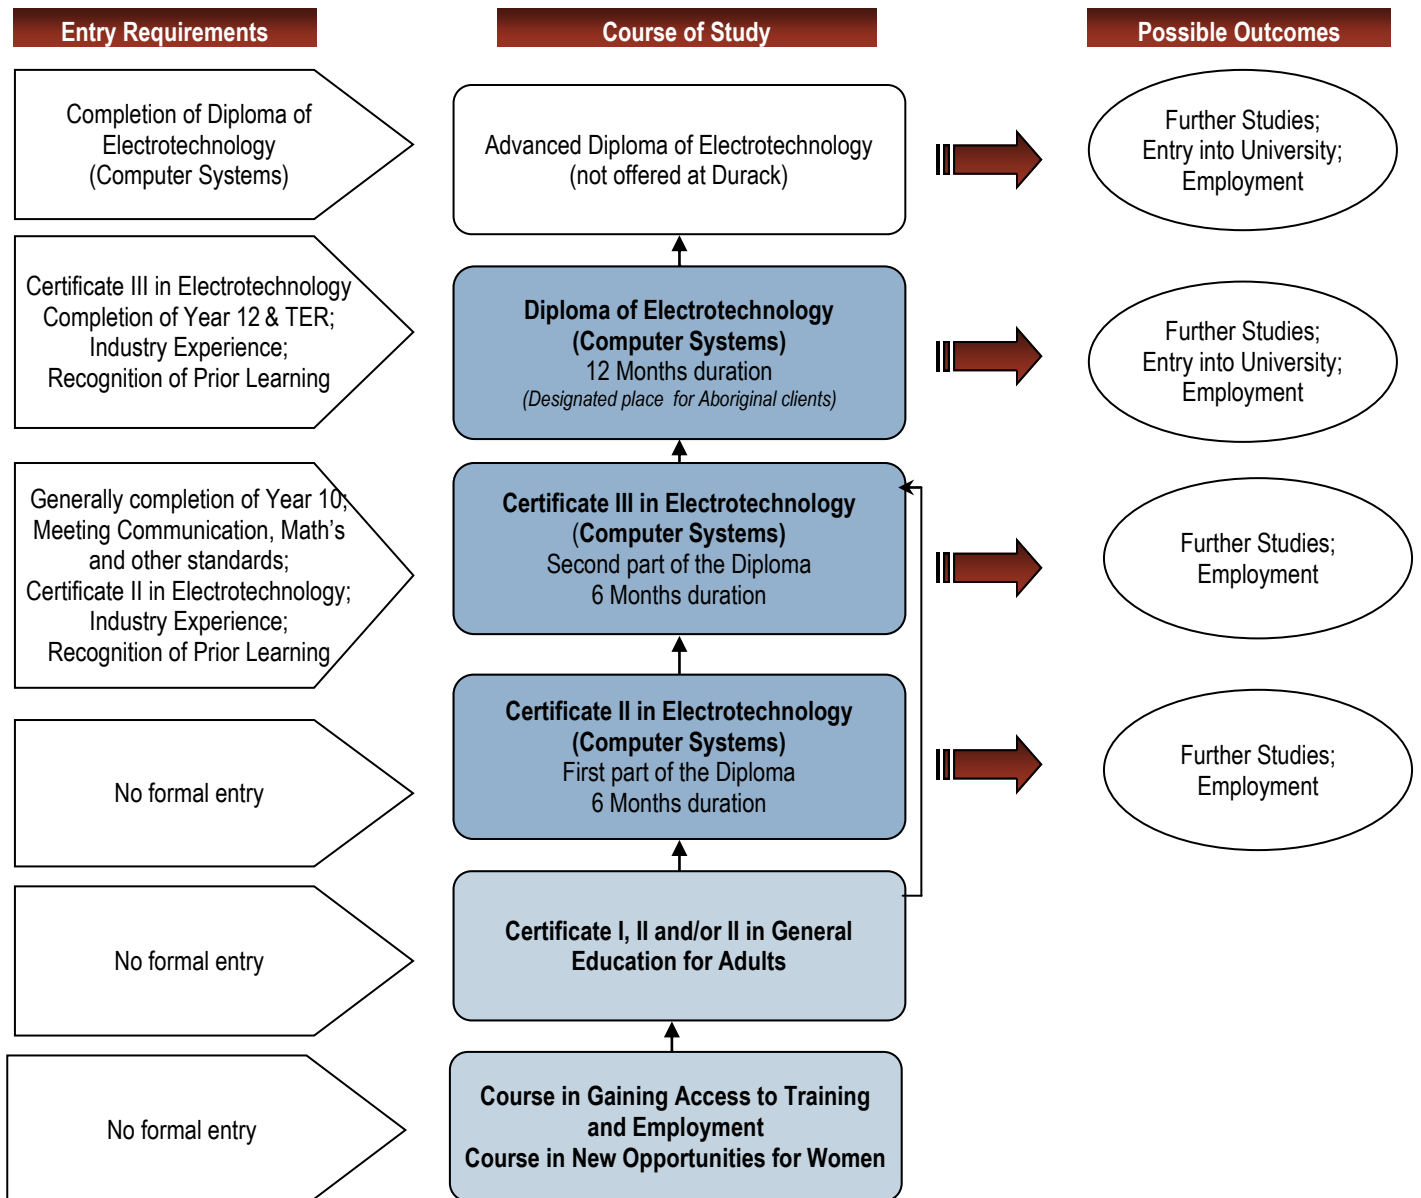 Entry Requirements
Course of Study
Possible Outcomes
Completion of Diploma of
Electrotechnology
(Computer Systems)
Advanced Diploma of Electrotechnology
(not offered at Durack)
Further Studies;
Entry into University;
Employment
Certificate III in Electrotechnology
Completion of Year 12 & TER;
Industry Experience;
Recognition of Prior Learning
Diploma of Electrotechnology
(Computer Systems)
12 Months duration
(Designated place for Aboriginal clients)
Further Studies;
Entry into University;
Employment
Generally completion of Year 10;
Meeting Communication, Math's
and other standards;
Certificate II in Electrotechnology;
Industry Experience;
Recognition of Prior Learning
Certificate III in Electrotechnology
(Computer Systems)
Second part of the Diploma
6 Months duration
Further Studies;
Employment
No formal entry
Certificate II in Electrotechnology
(Computer Systems)
First part of the Diploma
6 Months duration
Further Studies;
Employment
No formal entry
Certificate I, II and/or II in General
Education for Adults
No formal entry
Course in Gaining Access to Training
and Employment
Course in New Opportunities for Women